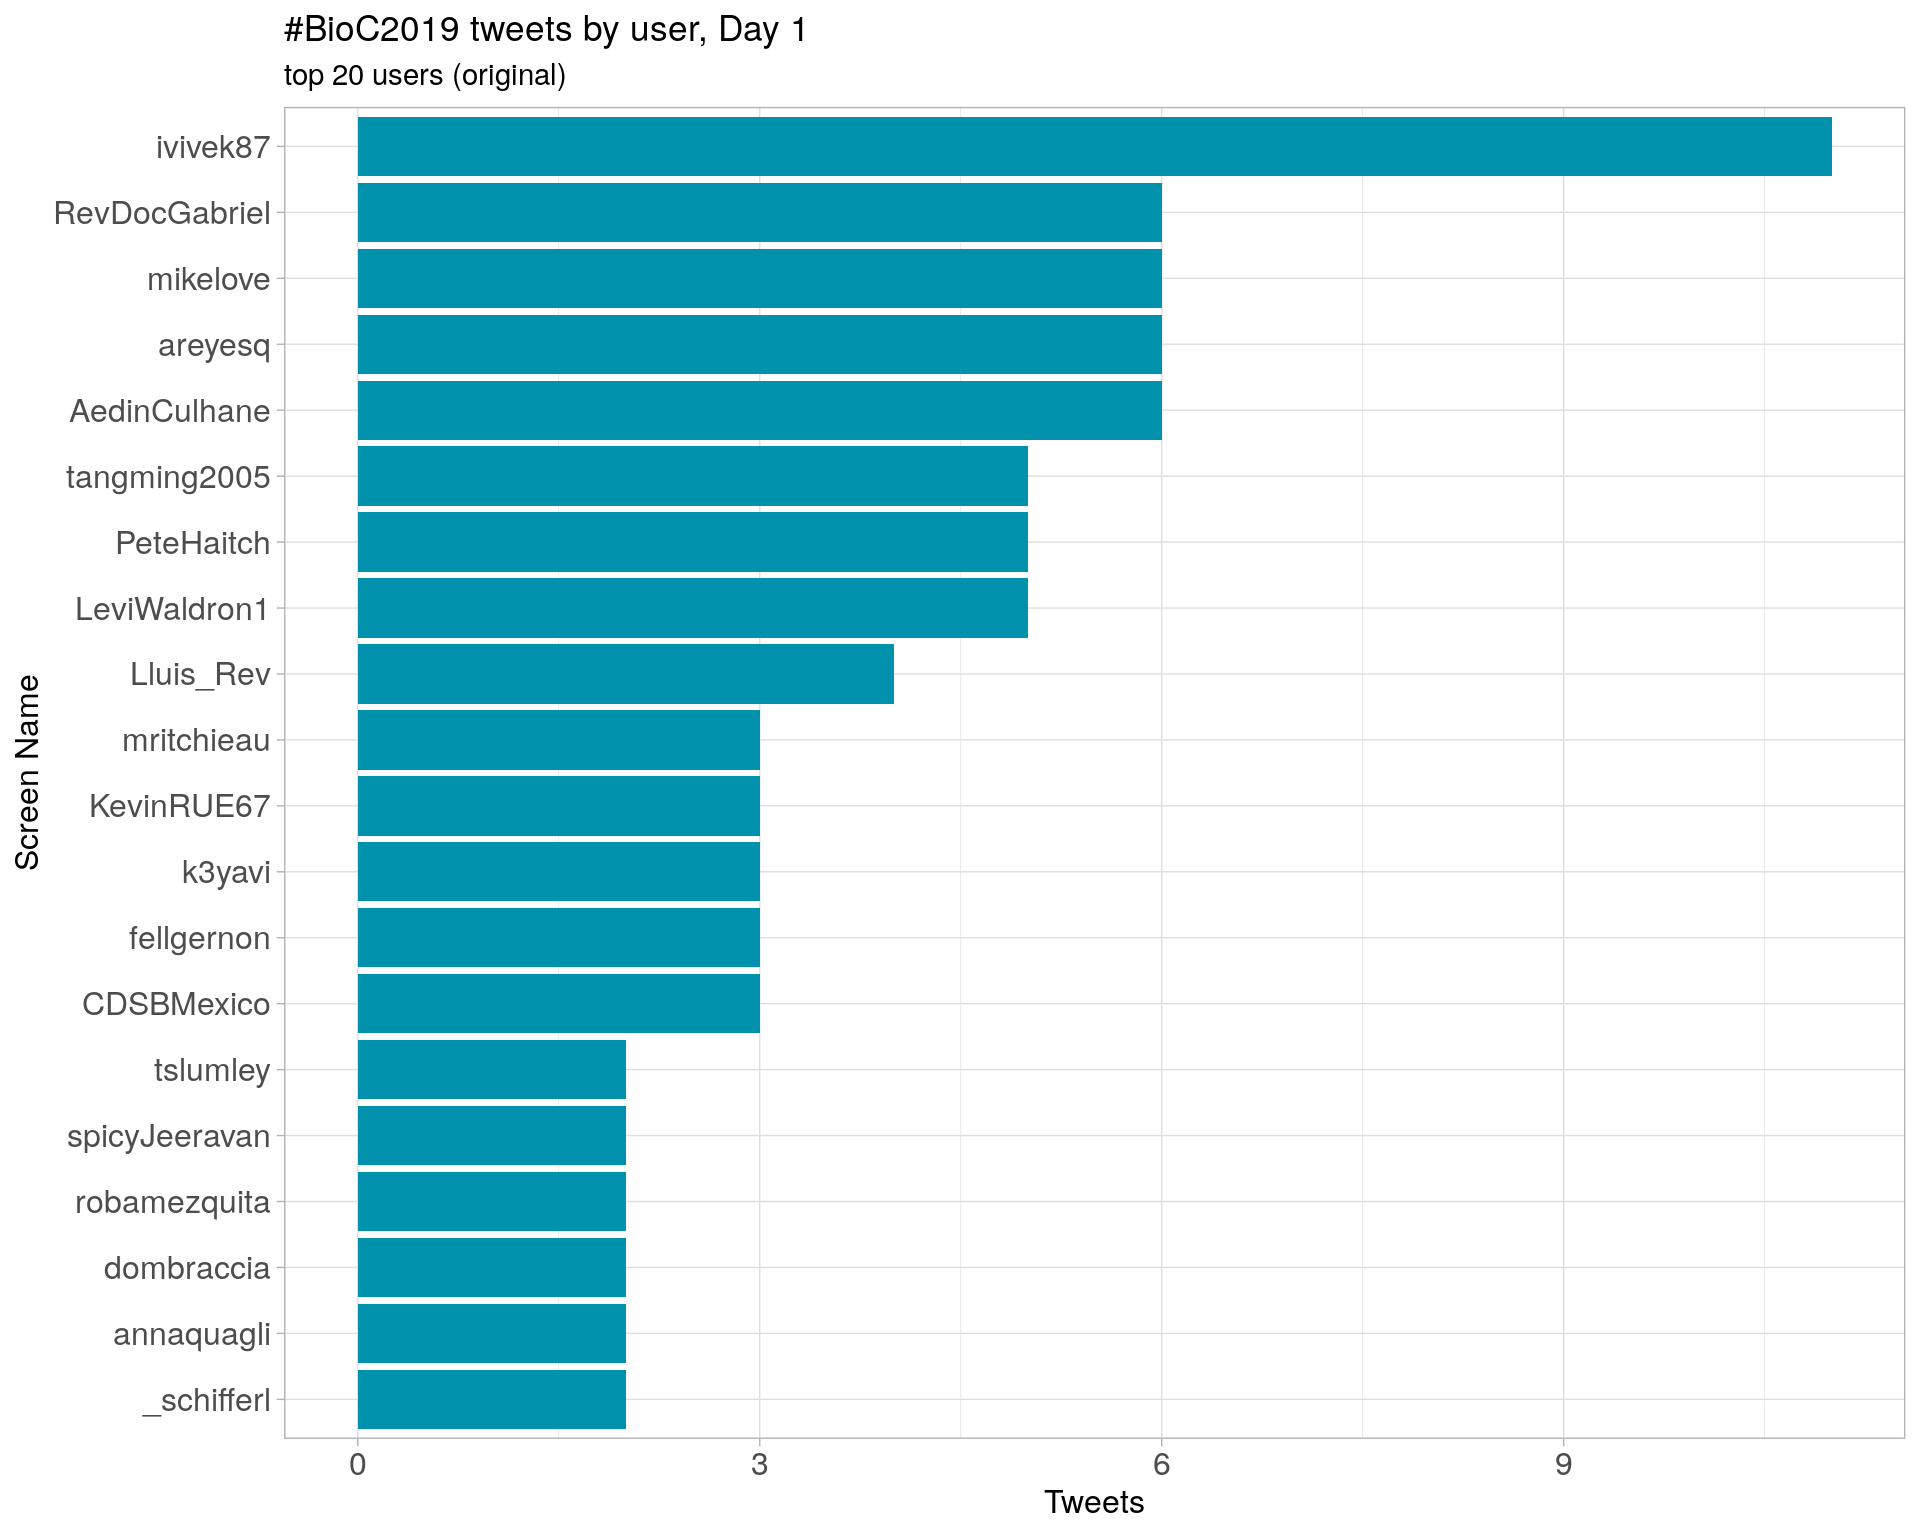 #BioC2019 tweets by user, Day 1
top 20 users (original)
ivivek87
RevDocGabriel
mikelove
areyesq
AedinCulhane
tangming2005
PeteHaitch
LeviWaldron1
Lluis_Rev
mritchieau
KevinRUE67
k3yavi
fellgernon
CDSBMexico
tslumley
spicyJeeravan
robamezquita
dombraccia
annaquagli
_schifferl
Screen Name
0 3 6 9
Tweets